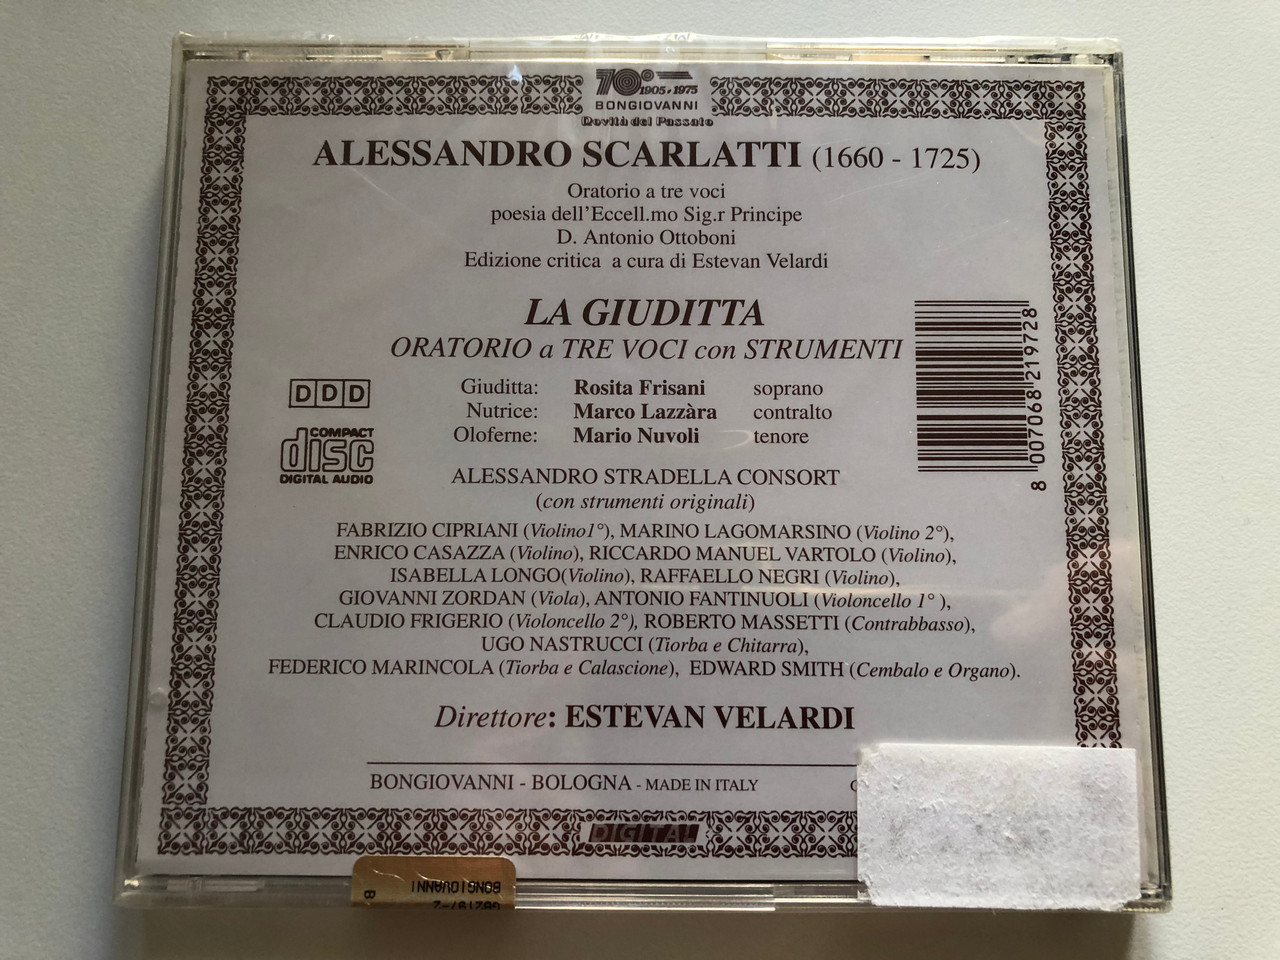 70°
1905 • 1975
BONGIOVANNI
Novità del Passato
ALESSANDRO SCARLATTI (1660 - 1725)
Oratorio a tre voci
poesia dell'Eccell.mo Sig.r Principe
D. Antonio Ottoboni
Edizione critica a cura di Estevan Velardi
LA GIUDITTA
ORATORIO a TRE VOCI con STRUMENTI
Giuditta: Rosita Frisani soprano
Nutrice: Marco Lazzàra contralto
Oloferne: Mario Nuvoli tenore
DDD
COMPACT
disc
DIGITAL AUDIO
8 007068 219728
ALESSANDRO STRADELLA CONSORT
(con strumenti originali)
FABRIZIO CIPRIANI (Violino1°), MARINO LAGOMARSINO (Violino 2°),
ENRICO CASAZZA (Violino), RICCARDO MANUEL VARTOLO (Violino),
ISABELLA LONGO(Violino), RAFFAELLO NEGRI (Violino),
GIOVANNI ZORDAN (Viola), ANTONIO FANTINUOLI (Violoncello 1° ),
CLAUDIO FRIGERIO (Violoncello 2°), ROBERTO MASSETTI (Contrabbasso),
UGO NASTRUCCI (Tiorba e Chitarra),
FEDERICO MARINCOLA (Tiorba e Calascione), EDWARD SMITH (Cembalo e Organo).
Direttore: ESTEVAN VELARDI
BONGIOVANNI - BOLOGNA - MADE IN ITALY
DIGITAL
BONGIOVANNI
B
GB2197-2